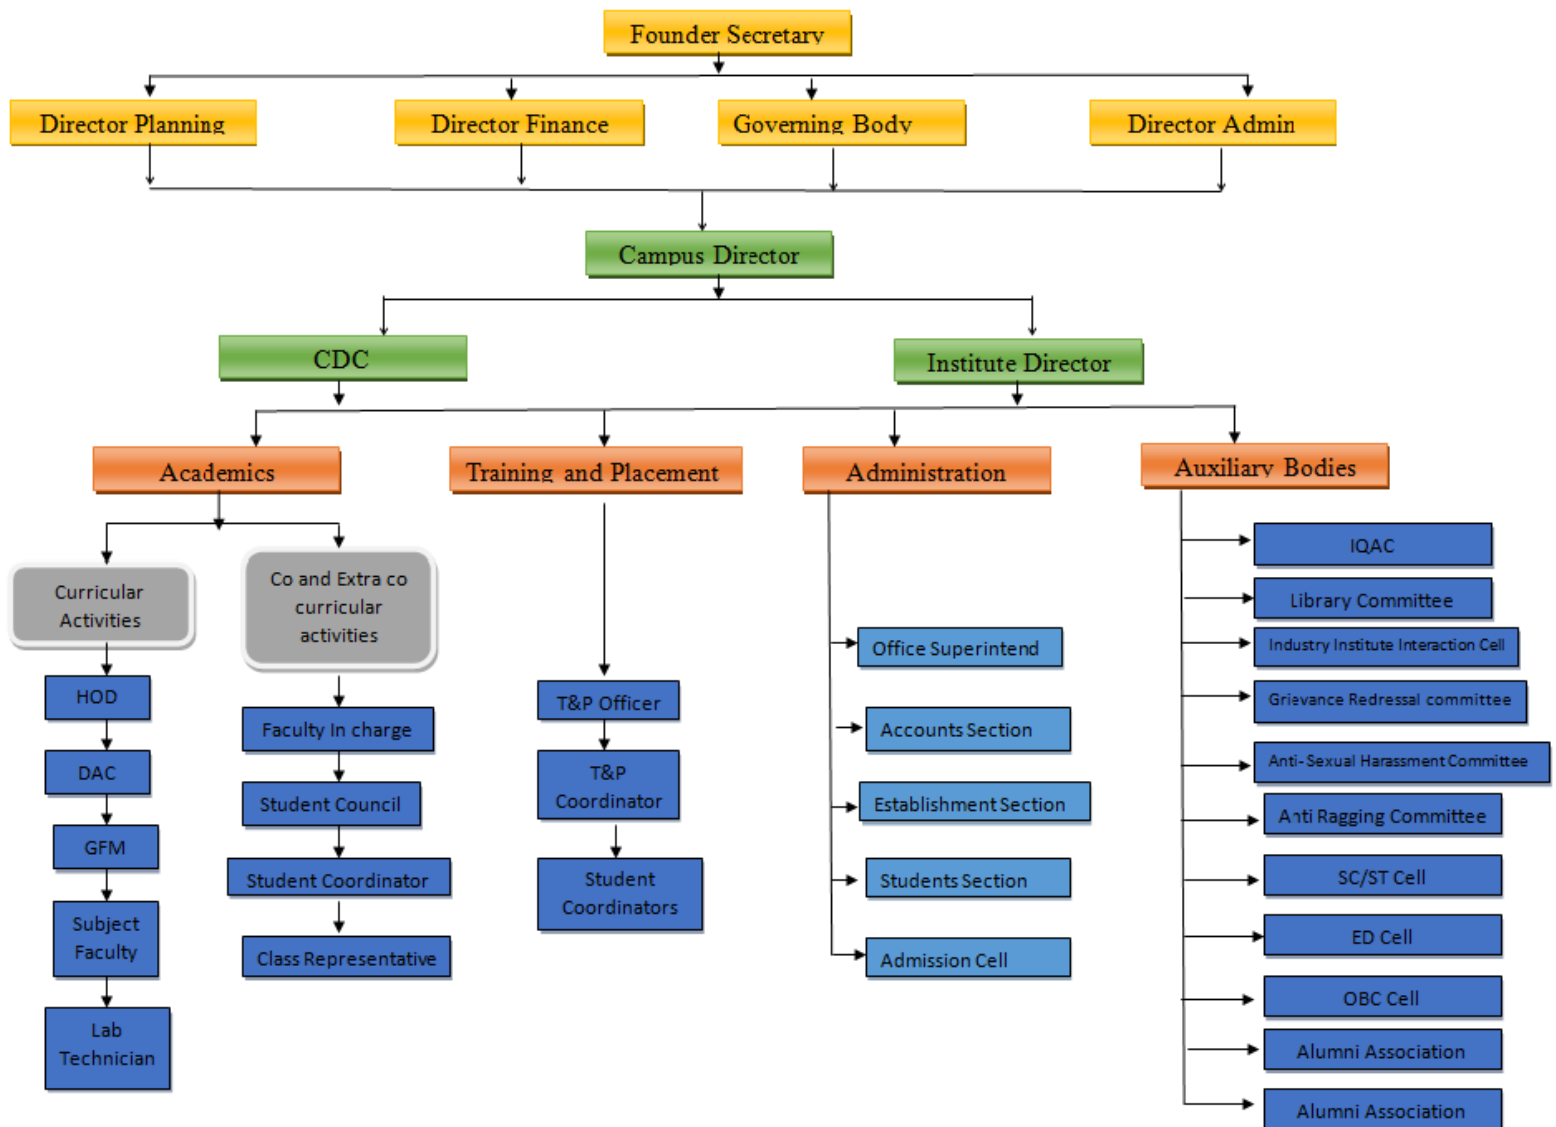 Founder Secretary
Director Planning
Director Finance
Governing Body
Director Admin
Campus Director
CDC
Institute Director
Academics
Training and Placement
Administration
Auxiliary Bodies
Curricular
Activities
Co and Extra co
curricular
activities
HOD
DAC
GFM
Subject
Faculty
Lab
Technician
Faculty In charge
Student Council
Student Coordinator
Class Representative
T&P Officer
T&P
Coordinator
Student
Coordinators
Office Superintend
Accounts Section
Establishment Section
Students Section
Admission Cell
IQAC
Library Committee
Industry Institute Interaction Cell
Grievance Redressal committee
Anti- Sexual Harassment Committee
Anti Ragging Committee
SC/ST Cell
ED Cell
OBC Cell
Alumni Association
Alumni Association